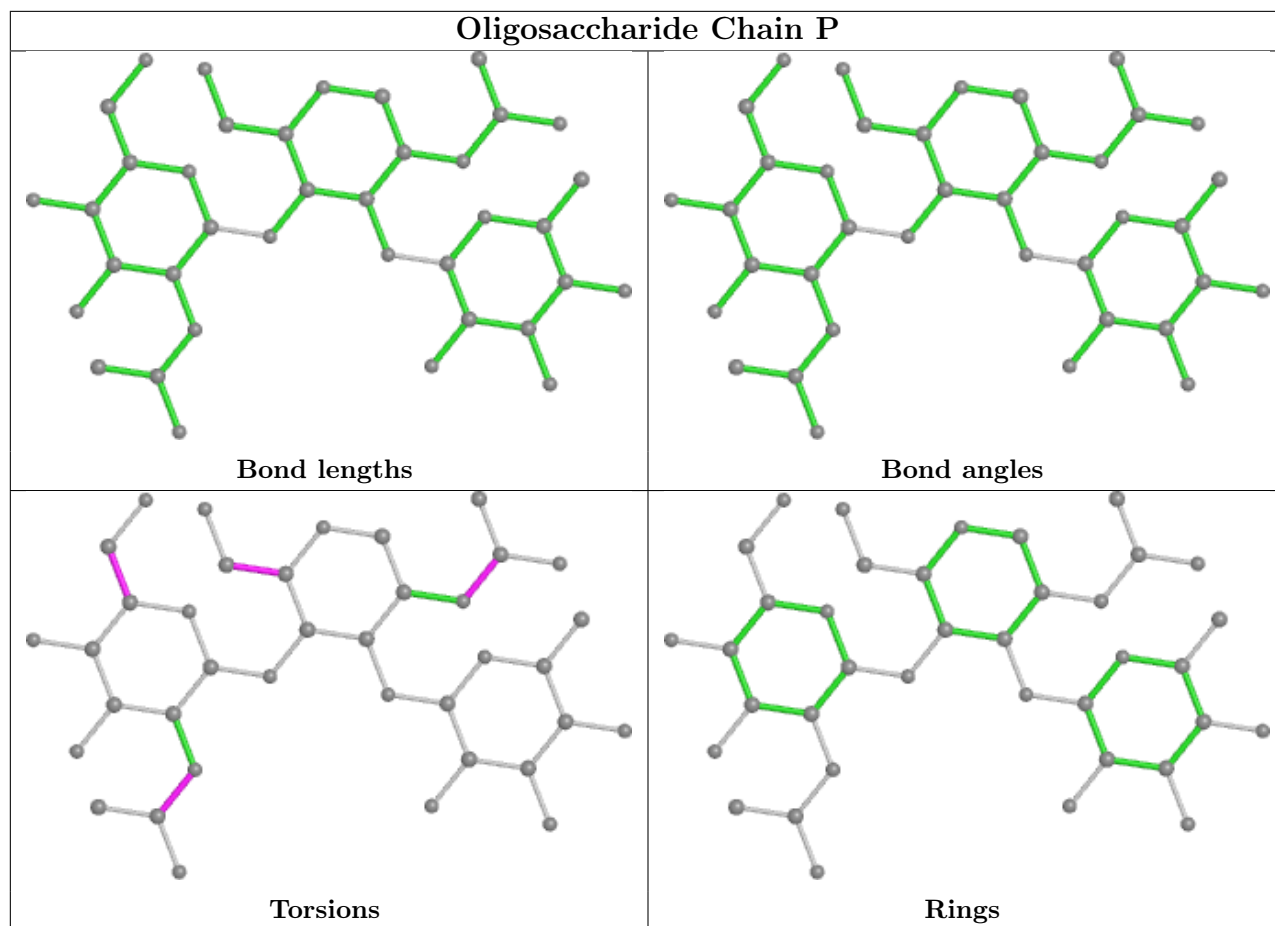 Oligosaccharide Chain P
Bond lengths
Bond angles
Torsions
Rings